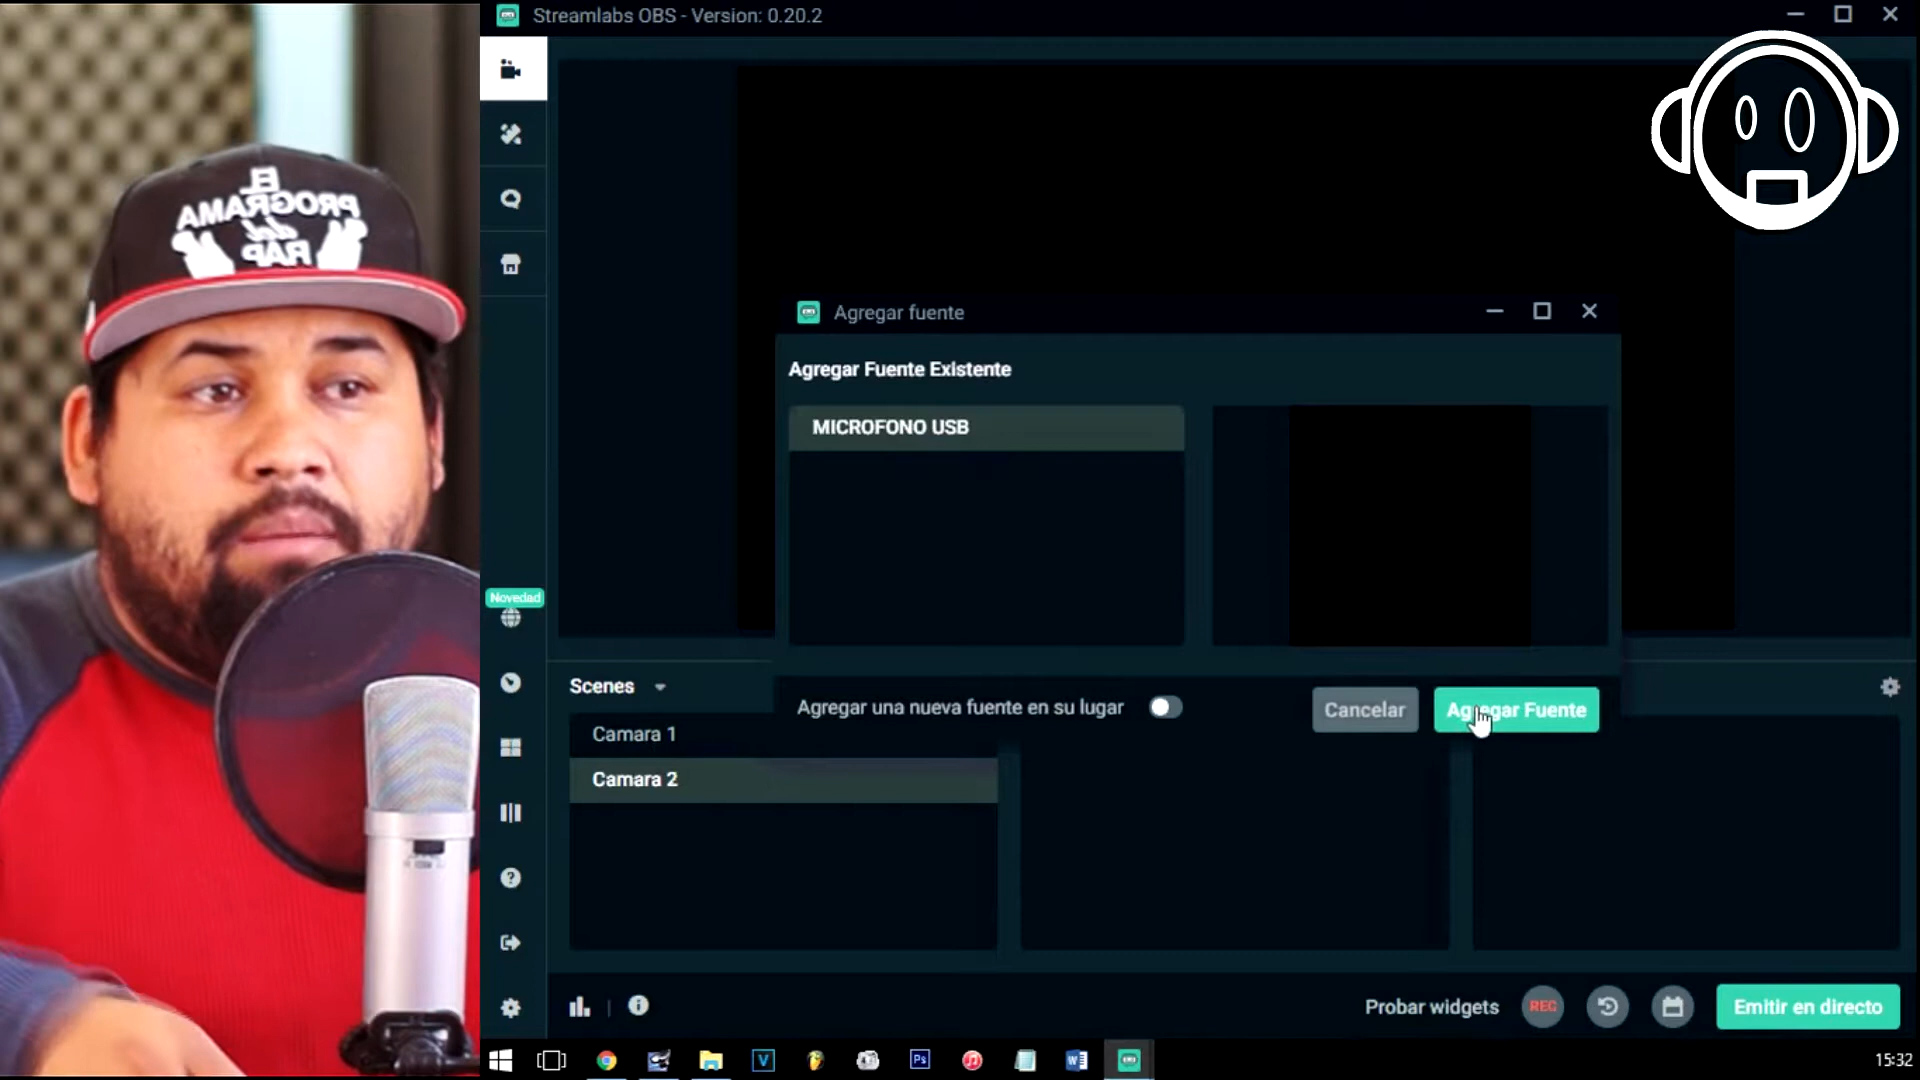 Streamlabs OBS - Version: 0.20.2
EL
PROGRAMA
del
RAP
Agregar fuente
Agregar Fuente Existente
MICROFONO USB
Novedad
Scenes
Agregar una nueva fuente en su lugar
Cancelar
Agregar Fuente
Camara 1
Camara 2
Probar widgets
REC
Emitir en directo
V
Ps
W
15:32